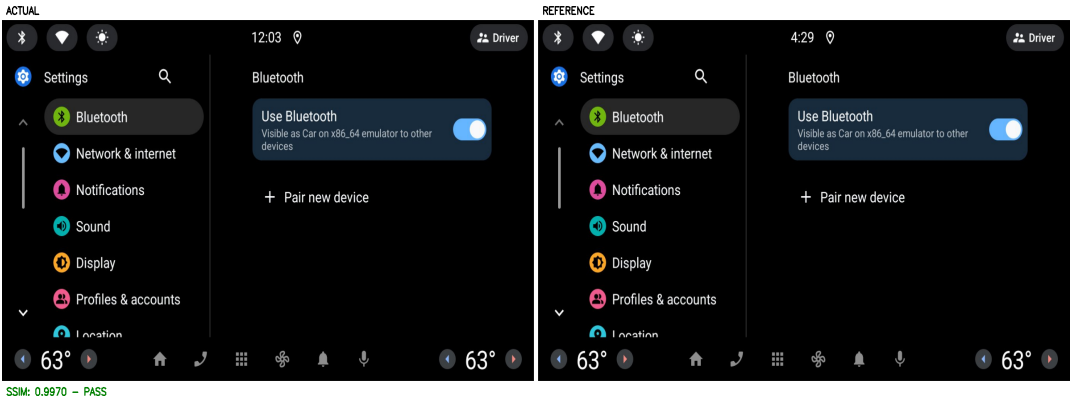 ACTUAL
12:03
Driver
Settings
Bluetooth
Bluetooth
Network & internet
Notifications
Sound
Display
Profiles & accounts
Location
Use Bluetooth
Visible as Car on x86_64 emulator to other
devices
+ Pair new device
63°
63°
SSIM: 0.9970 - PASS
REFERENCE
4:29
Driver
Settings
Bluetooth
Bluetooth
Network & internet
Notifications
Sound
Display
Profiles & accounts
Location
Use Bluetooth
Visible as Car on x86_64 emulator to other
devices
+ Pair new device
63°
63°